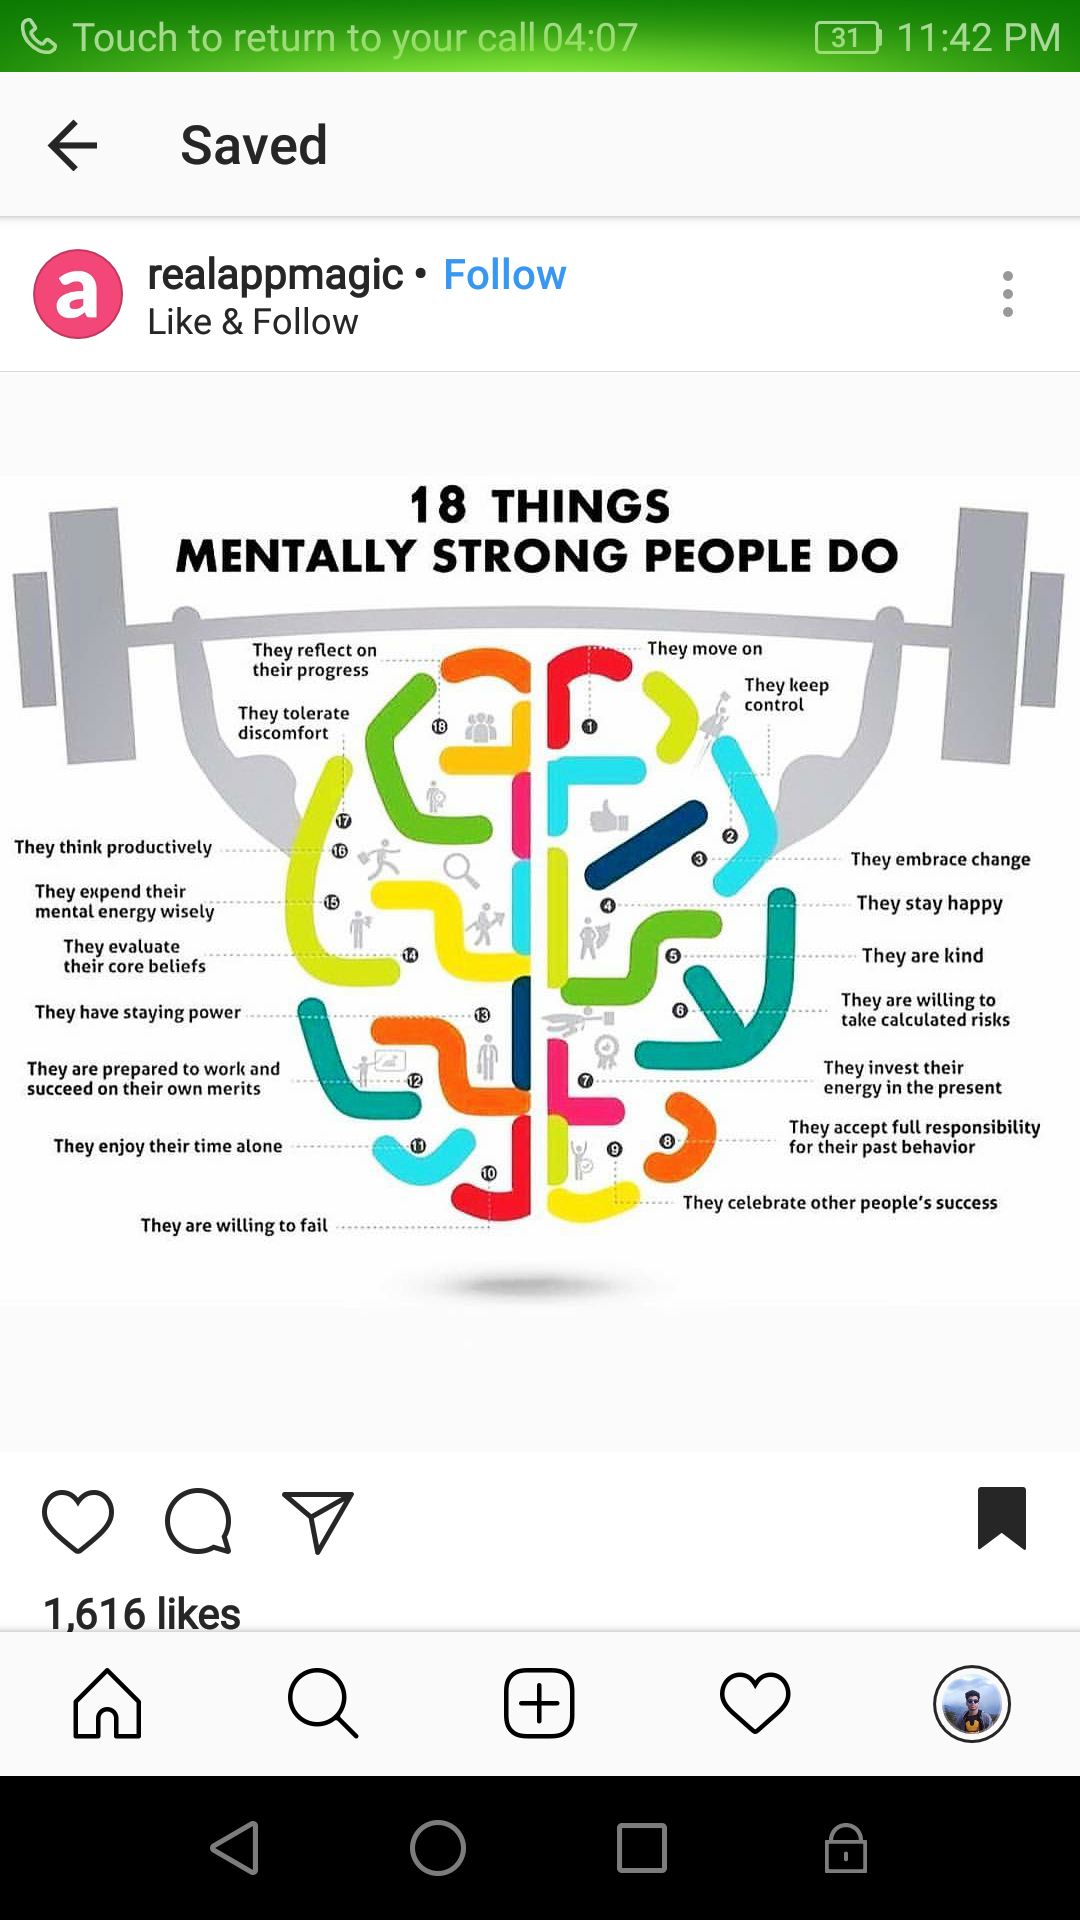 Touch to return to your call 04:07
31
11:42 PM
Saved
a
realappmagic • Follow
Like & Follow
18 THINGS
MENTALLY STRONG PEOPLE DO
They reflect on
their progress
They move on
They keep
control
They tolerate
discomfort
18
1
17
2
They think productively
16
3
They embrace change
They expend their
mental energy wisely
15
4
They stay happy
They evaluate
their core beliefs
14
5
They are kind
They have staying power
13
6
They are willing to
take calculated risks
They are prepared to work and
succeed on their own merits
12
7
They invest their
energy in the present
They enjoy their time alone
11
8
They accept full responsibility
for their past behavior
10
9
They celebrate other people's success
They are willing to fail
1,616 likes